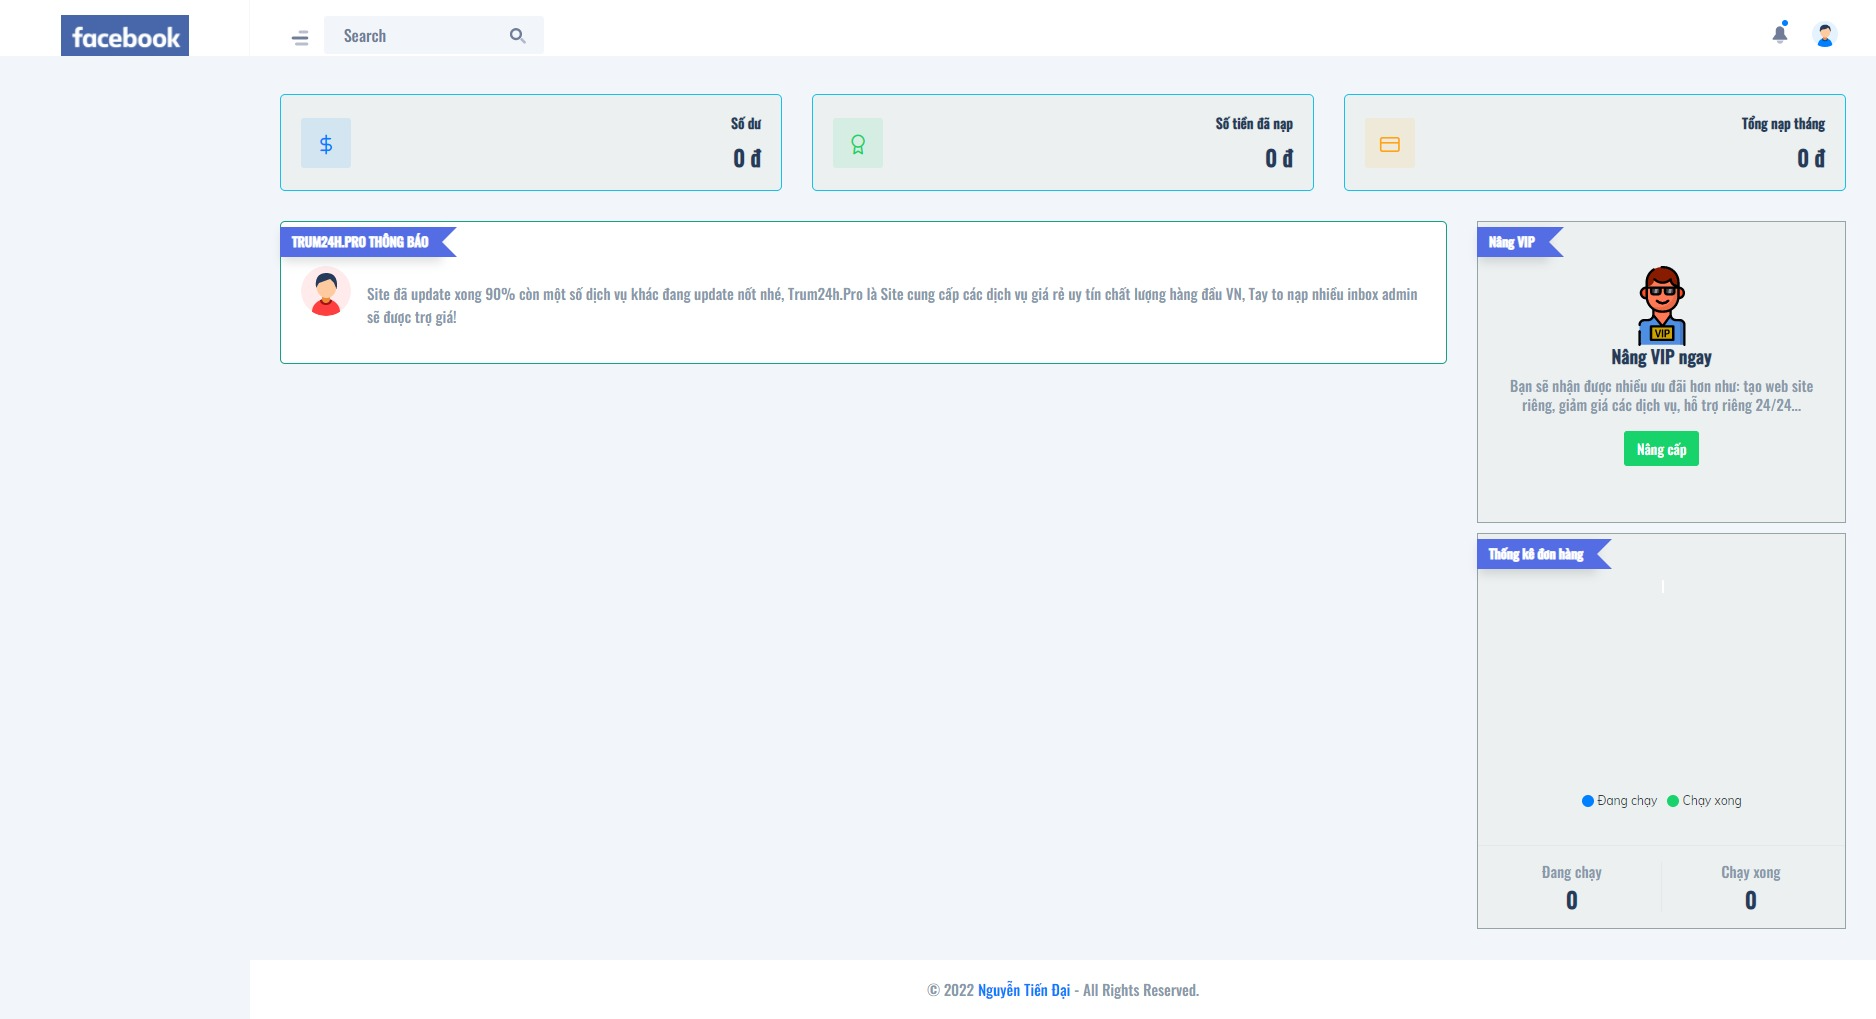 facebook
Search
Số dư
0 đ
Số tiền đã nạp
0 đ
Tổng nạp tháng
0 đ
TRUM24H.PRO THÔNG BÁO
Site đã update xong 90% còn một số dịch vụ khác đang update nốt nhé, Trum24h.Pro là Site cung cấp các dịch vụ giá rẻ uy tín chất lượng hàng đầu VN, Tay to nạp nhiều inbox admin
sẽ được trợ giá!
Nâng VIP
VIP
Nâng VIP ngay
Bạn sẽ nhận được nhiều ưu đãi hơn như: tạo web site
riêng, giảm giá các dịch vụ, hỗ trợ riêng 24/24...
Nâng cấp
Thống kê đơn hàng
Đang chạy Chạy xong
Đang chạy
0
Chạy xong
0
© 2022 Nguyễn Tiến Đại - All Rights Reserved.